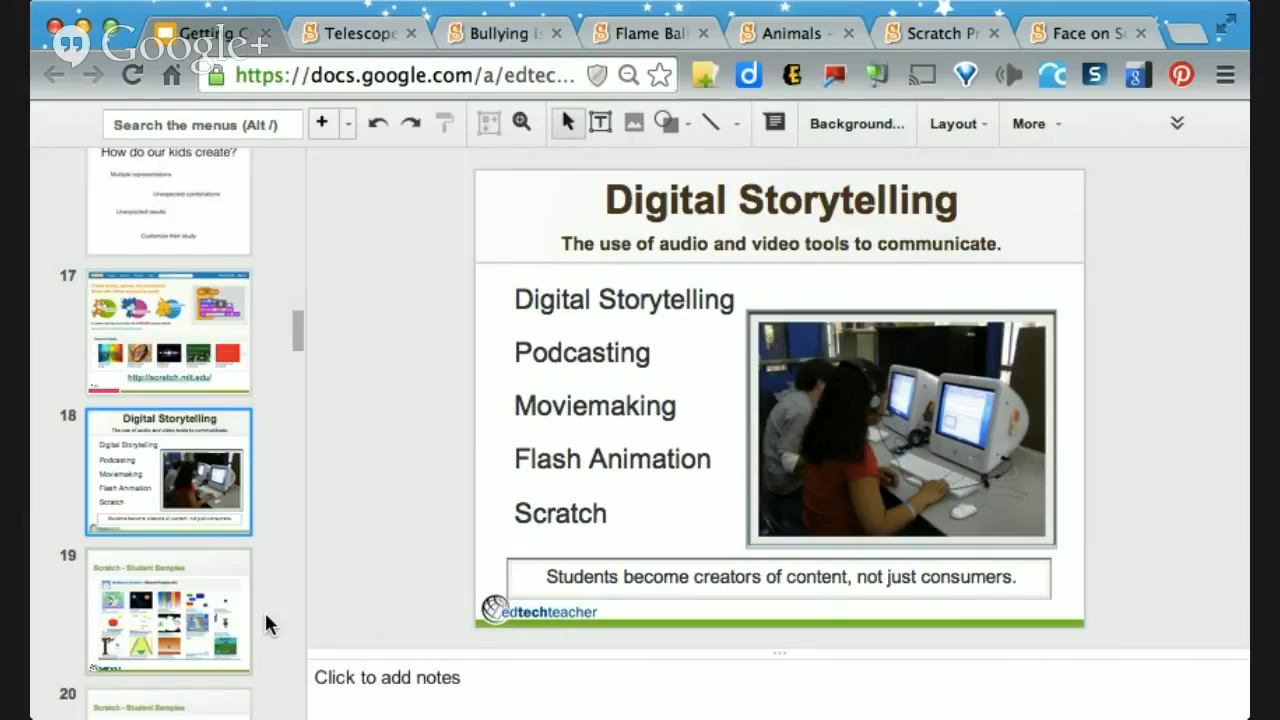 Google+
Getting C
Telescope
Bullying is
Flame Ball
Animals -
Scratch Pr
Face on Sc
https://docs.google.com/a/edtec...
Search the menus (Alt /)
Background...
Layout
More
How do our kids create?
Multiple representations
Unexpected combinations
Unexpected results
Customize their study
17
http://scratch.mit.edu/
18
Digital Storytelling
The use of audio and video tools to communicate.
Digital Storytelling
Podcasting
Moviemaking
Flash Animation
Scratch
Students become creators of content, not just consumers.
19
Scratch - Student Samples
20
Scratch - Student Samples
Digital Storytelling
The use of audio and video tools to communicate.
Digital Storytelling
Podcasting
Moviemaking
Flash Animation
Scratch
Students become creators of content, not just consumers.
edtechteacher
Click to add notes